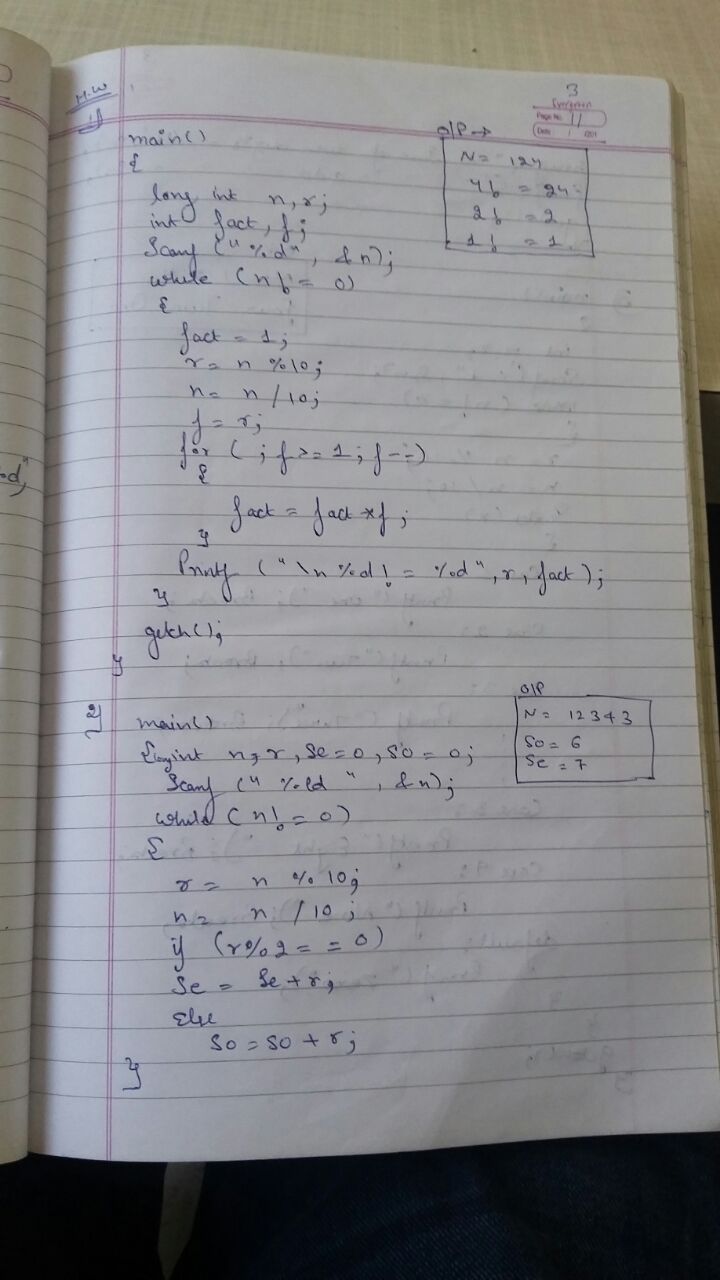 H.W
3
Evergreen
Page No. 11
Date / /201
1)
main()
{
long int n, r;
int fact, f;
Scanf ("%d", &n);
while (n != 0)
{
fact = 1;
r = n %10;
n = n /10;
f = r;
for ( ; f >= 1; f--)
{
fact = fact *f;
}
Printf ("\n %d! = %d", r, fact);
}
getch();
}
O/P →
N = 124
4! = 24
2! = 2
1! = 1
2)
main()
{long int n, r, Se=0, So = 0;
Scanf (" %ld ", &n);
while (n! = 0)
{
r = n % 10;
n = n /10;
if (r%2 = = 0)
Se = Se + r;
Else
So = So + r;
}
O/P
N = 12343
So = 6
Se = 7